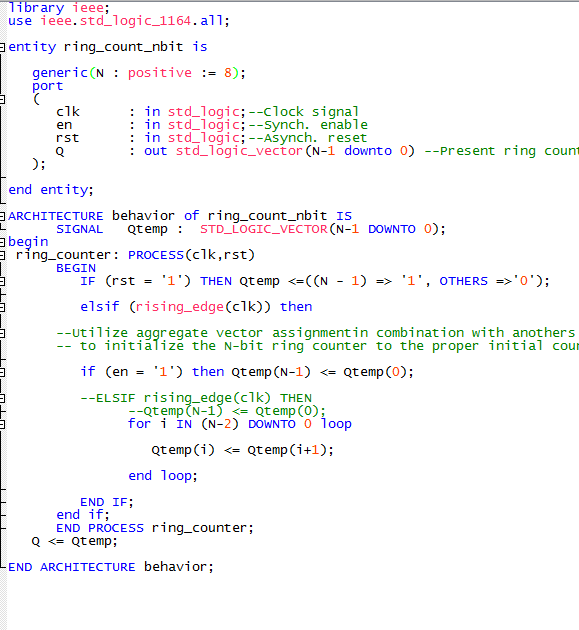 library ieee;
use ieee.std_logic_1164.all;
entity ring_count_nbit is
generic(N : positive := 8);
port
(
clk : in std_logic;--Clock signal
en : in std_logic;--Synch. enable
rst : in std_logic;--Asynch. reset
Q : out std_logic_vector(N-1 downto 0) --Present ring count
);
end entity;
ARCHITECTURE behavior of ring_count_nbit IS
SIGNAL Qtemp : STD_LOGIC_VECTOR(N-1 DOWNTO 0);
begin
ring_counter: PROCESS(clk,rst)
BEGIN
IF (rst = '1') THEN Qtemp <=((N - 1) => '1', OTHERS =>'0');
elsif (rising_edge(clk)) then
--Utilize aggregate vector assignmentin combination with anothers
-- to initialize the N-bit ring counter to the proper initial coun
if (en = '1') then Qtemp(N-1) <= Qtemp(0);
--ELSIF rising_edge(clk) THEN
--Qtemp(N-1) <= Qtemp(0);
for i IN (N-2) DOWNTO 0 loop
Qtemp(i) <= Qtemp(i+1);
end loop;
END IF;
end if;
END PROCESS ring_counter;
Q <= Qtemp;
END ARCHITECTURE behavior;